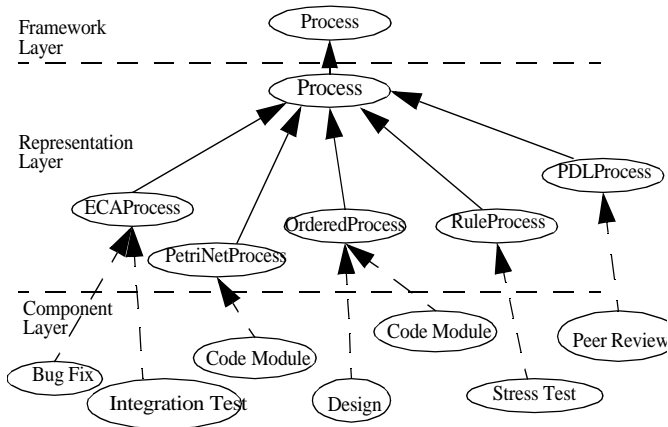 Framework
Layer
Process
Process
Representation
Layer
PDLProcess
ECAProcess
OrderedProcess
RuleProcess
PetriNetProcess
Component
Layer
Code Module
Peer Review
Code Module
Bug Fix
Integration Test
Design
Stress Test